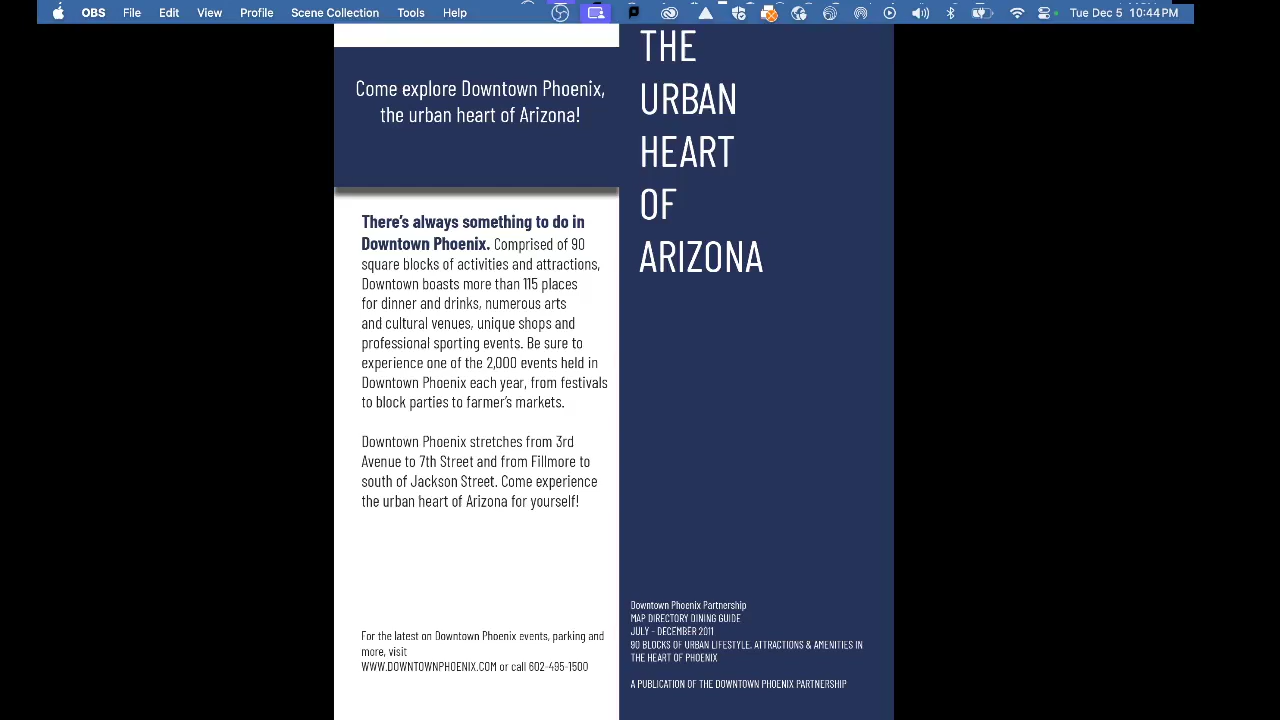 OBS File Edit View Profile Scene Collection Tools Help Tue Dec 5 10:44 PM
Come explore Downtown Phoenix,
the urban heart of Arizona!
There's always something to do in
Downtown Phoenix. Comprised of 90
square blocks of activities and attractions,
Downtown boasts more than 115 places
for dinner and drinks, numerous arts
and cultural venues, unique shops and
professional sporting events. Be sure to
experience one of the 2,000 events held in
Downtown Phoenix each year, from festivals
to block parties to farmer's markets.
Downtown Phoenix stretches from 3rd
Avenue to 7th Street and from Fillmore to
south of Jackson Street. Come experience
the urban heart of Arizona for yourself!
For the latest on Downtown Phoenix events, parking and
more, visit
WWW.DOWNTOWNPHOENIX.COM or call 602-495-1500
THE
URBAN
HEART
OF
ARIZONA
Downtown Phoenix Partnership
MAP DIRECTORY DINING GUIDE
JULY - DECEMBER 2011
90 BLOCKS OF URBAN LIFESTYLE, ATTRACTIONS & AMENITIES IN
THE HEART OF PHOENIX
A PUBLICATION OF THE DOWNTOWN PHOENIX PARTNERSHIP